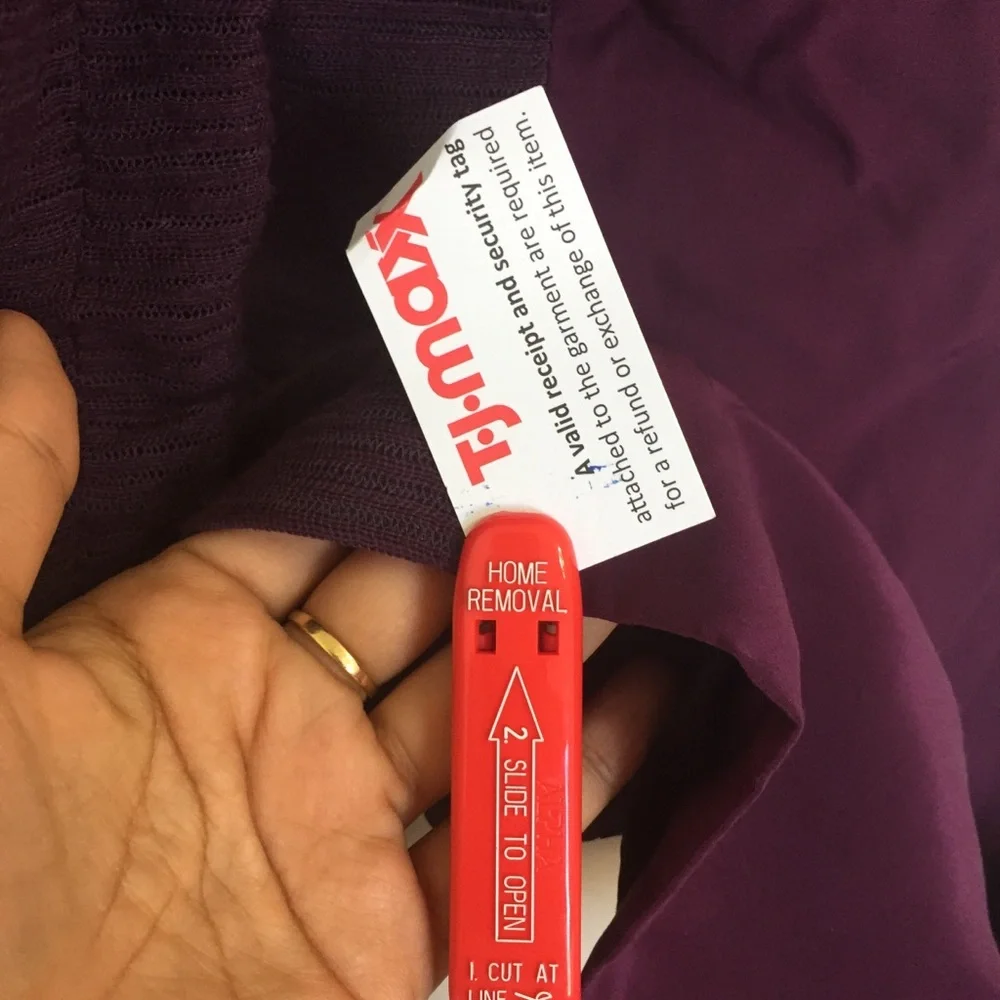 T·J·maxx
A valid receipt and security tag
attached to the garment are required
for a refund or exchange of this item.
HOME
REMOVAL
2. SLIDE TO OPEN
1. CUT AT
LINE